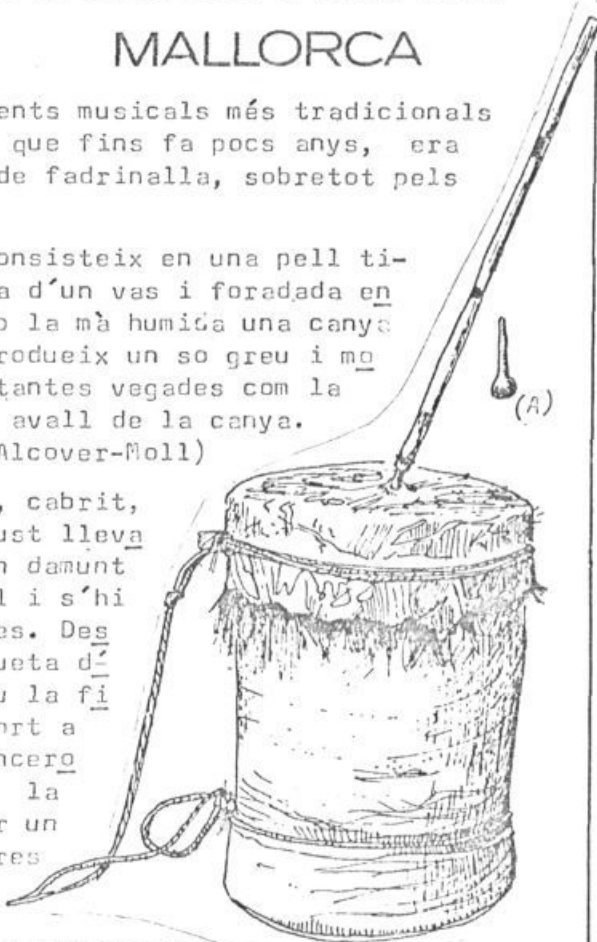 MALLORCA
ents musicals més tradicionals
que fins fa pocs anys, era
de fadrinalla, sobretot pels
onsisteix en una pell ti-
a d'un vas i foradada en
la mà humida una canya
rodueix un so greu i mo
tantes vegades com la
avall de la canya.
Alcover-Moll)
(A)
, cabrit,
ust lleva
damunt
l i s'hi
es. Des
ueta d'
u la fi
rt a
ncero
la
r un
res